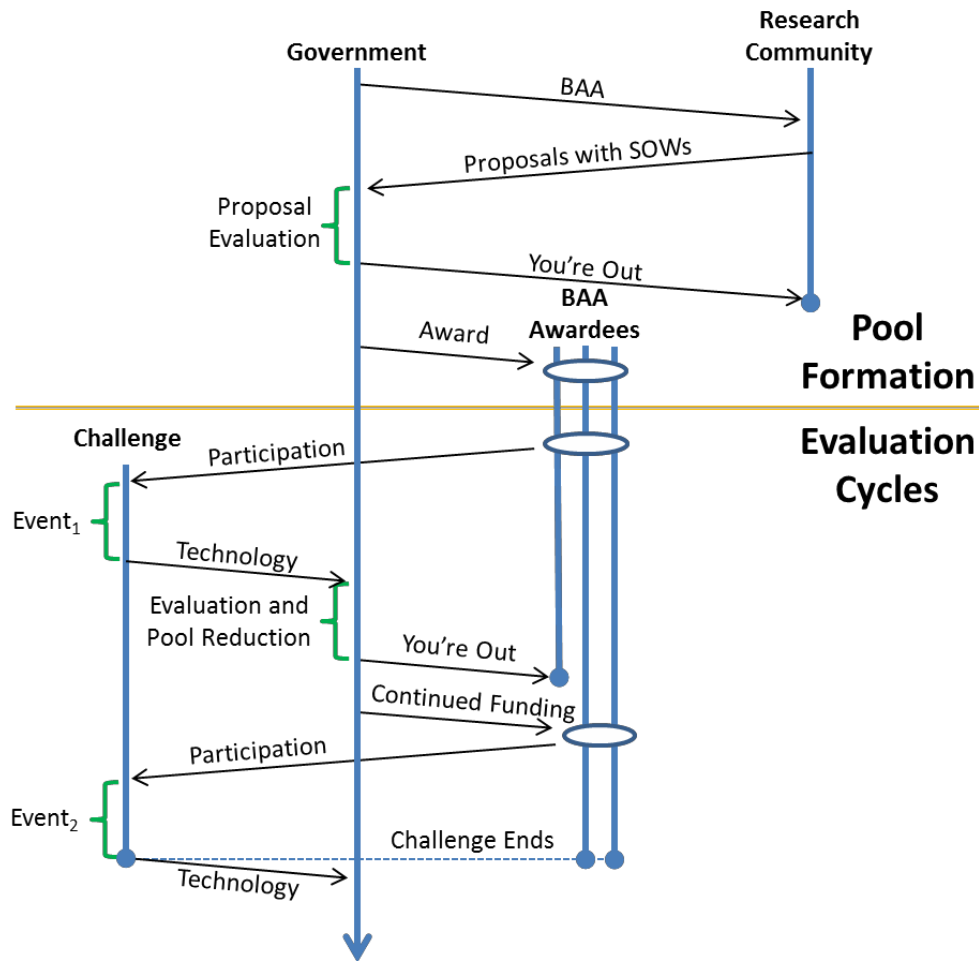 Research
Community
Government
BAA
Proposals with SOWs
Proposal
Evaluation
You're Out
BAA
Awardees
Award
Pool
Formation
Challenge
Evaluation
Cycles
Participation
Event₁
Technology
Evaluation and
Pool Reduction
You're Out
Continued Funding
Participation
Event₂
Challenge Ends
Technology